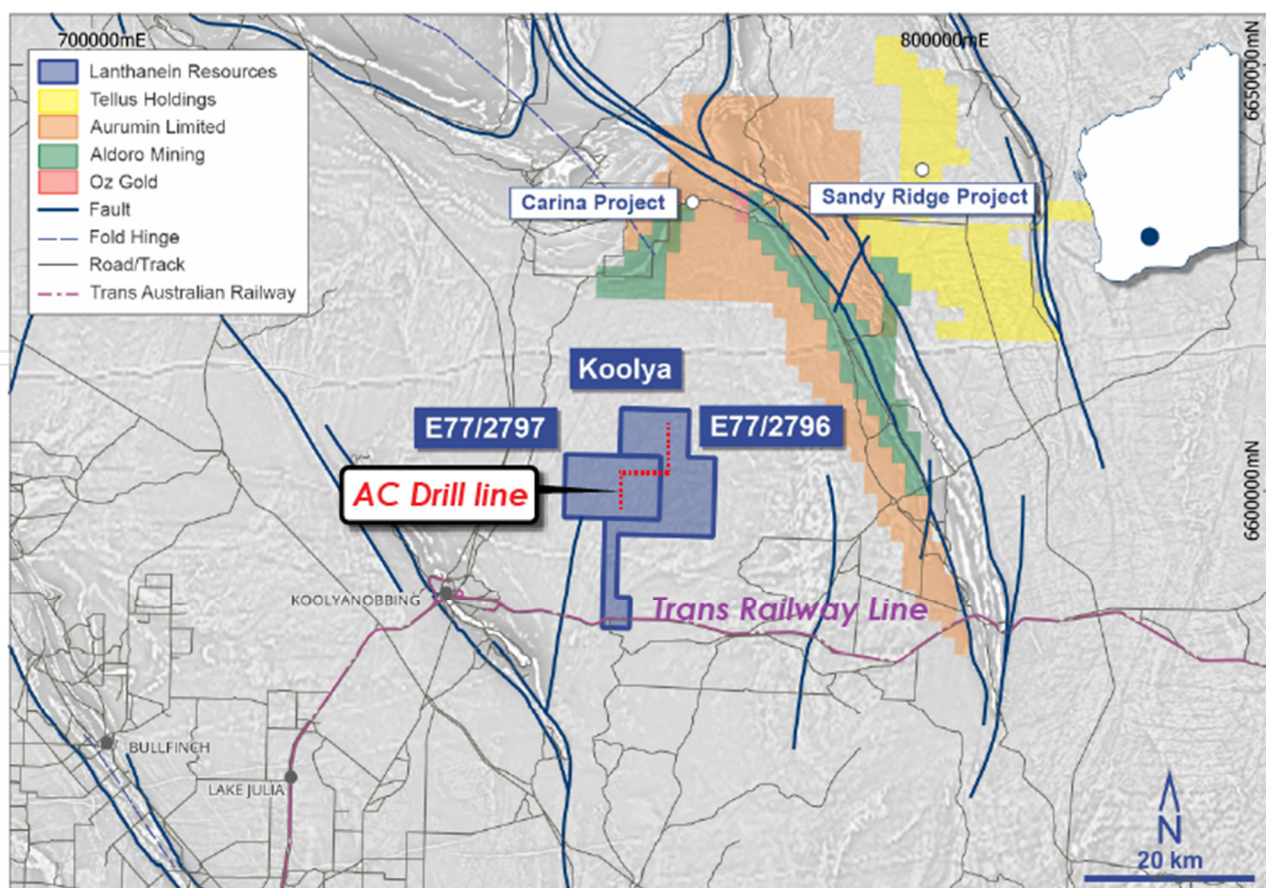 700000mE
800000mE
6650000mN
Lanthanein Resources
Tellus Holdings
Aurumin Limited
Aldoro Mining
Oz Gold
Fault
Fold Hinge
Road/Track
Trans Australian Railway
Carina Project
Sandy Ridge Project
Koolya
E77/2797
E77/2796
AC Drill line
6600000mN
KOOLYANOBBING
Trans Railway Line
BULLFINCH
LAKE JULIA
N
20 km